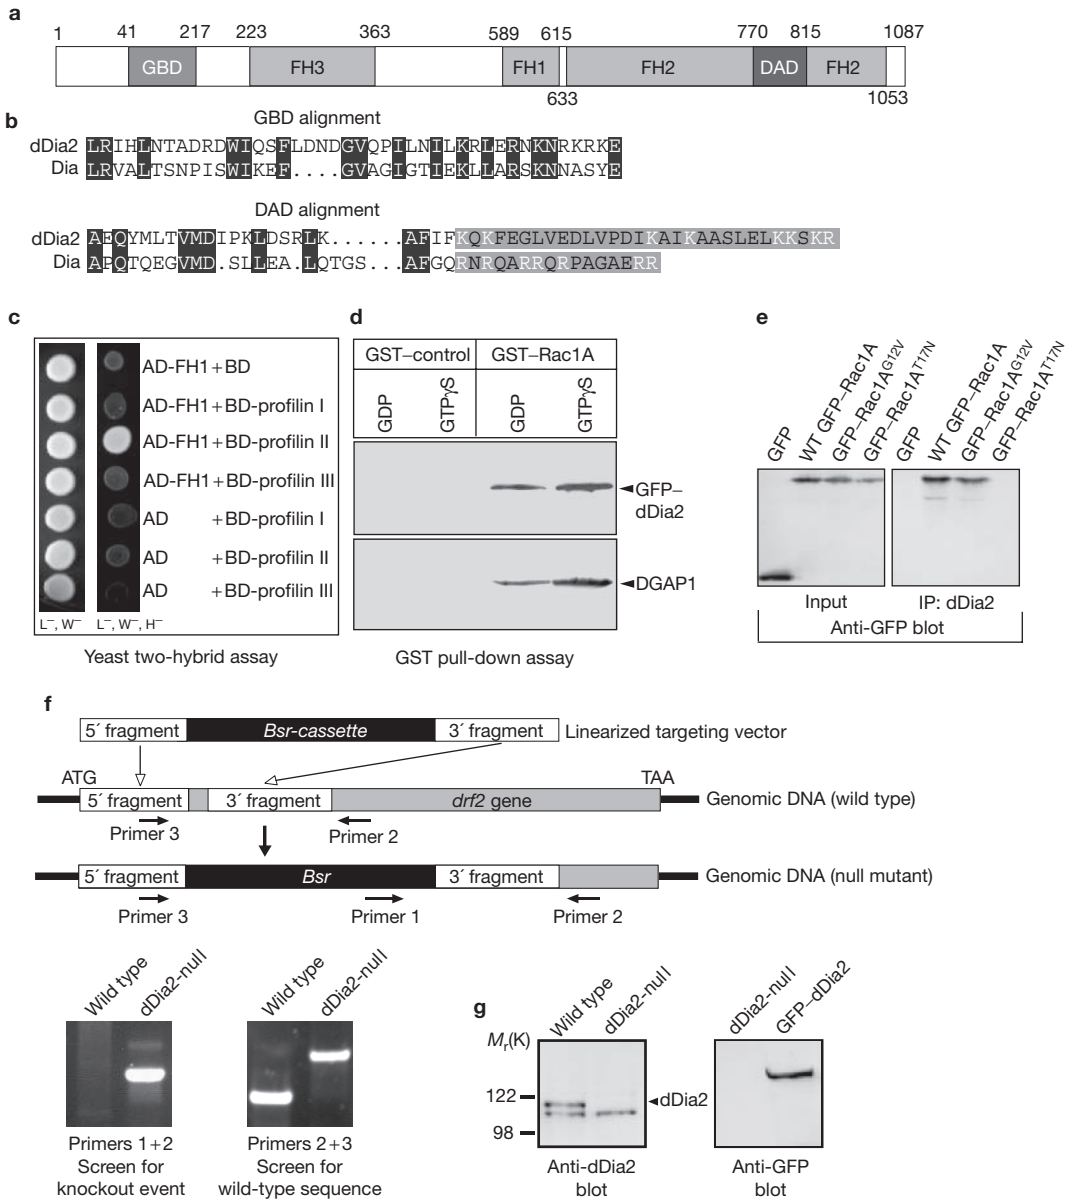 a
1 41 217 223 363 589 615 770 815 1087
GBD FH3 FH1 FH2 DAD FH2
633 1053
b
GBD alignment
dDia2 LRIHLNTADRDWIQSFLDNDGVQPILNILKRLERNKNRKRKE
Dia LRVALTSNPISWIKEF....GVAGIGTIEKLLARSKNNASYE
DAD alignment
dDia2 AEQYMLTVMDIPKLDSRLK......AFIFKQKFEGLVEDLVPDIKAIKAASLELKKSKR
Dia APQTQEGVMD.SLLEA.LQTGS...AFGQRNRQARRQRPAGAERR
c
AD-FH1+BD
AD-FH1+BD-profilin I
AD-FH1+BD-profilin II
AD-FH1+BD-profilin III
AD +BD-profilin I
AD +BD-profilin II
AD +BD-profilin III
L⁻, W⁻ L⁻, W⁻, H⁻
Yeast two-hybrid assay
d
GST–control GST–Rac1A
GDP GTPγS GDP GTPγS
GFP–
dDia2
DGAP1
GST pull-down assay
e
GFP WT GFP–Rac1A GFP–Rac1A^G12V GFP–Rac1A^T17N GFP WT GFP–Rac1A GFP–Rac1A^G12V GFP–Rac1A^T17N
Input IP: dDia2
Anti-GFP blot
f
5´ fragment Bsr-cassette 3´ fragment Linearized targeting vector
ATG TAA
5´ fragment 3´ fragment drf2 gene Genomic DNA (wild type)
Primer 3 Primer 2
5´ fragment Bsr 3´ fragment Genomic DNA (null mutant)
Primer 3 Primer 1 Primer 2
Wild type dDia2-null Wild type dDia2-null
Primers 1+2
Screen for
knockout event
Primers 2+3
Screen for
wild-type sequence
g
Wild type dDia2-null dDia2-null GFP–dDia2
Mr(K)
122
98
dDia2
Anti-dDia2
blot
Anti-GFP
blot